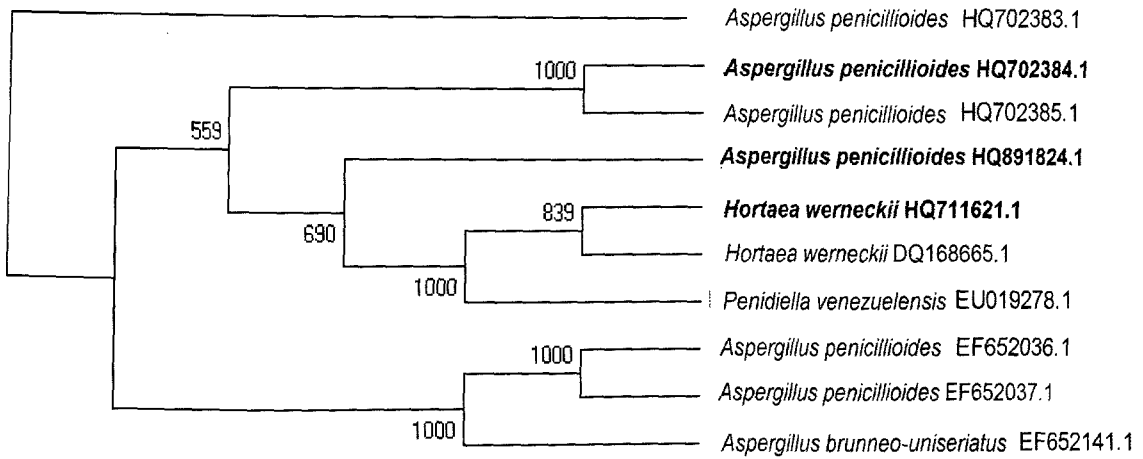 Aspergillus penicillioides HQ702383.1
1000
Aspergillus penicillioides HQ702384.1
Aspergillus penicillioides HQ702385.1
559
Aspergillus penicillioides HQ891824.1
839
Hortaea werneckii HQ711621.1
690
Hortaea werneckii DQ168665.1
1000
Penidiella venezuelensis EU019278.1
1000
Aspergillus penicillioides EF652036.1
Aspergillus penicillioides EF652037.1
1000
Aspergillus brunneo-uniseriatus EF652141.1